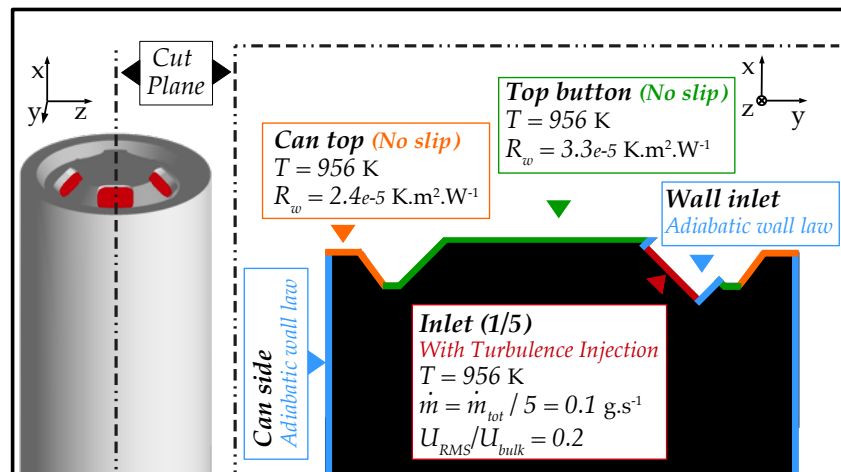 Cut
Plane
x
y
z
x
z
y
Top button (No slip)
T = 956 K
R_w = 3.3e-5 K.m².W⁻¹
Can top (No slip)
T = 956 K
R_w = 2.4e-5 K.m².W⁻¹
Wall inlet
Adiabatic wall law
Can side
Adiabatic wall law
Inlet (1/5)
With Turbulence Injection
T = 956 K
ṁ = ṁ_tot / 5 = 0.1 g.s⁻¹
U_RMS/U_bulk = 0.2